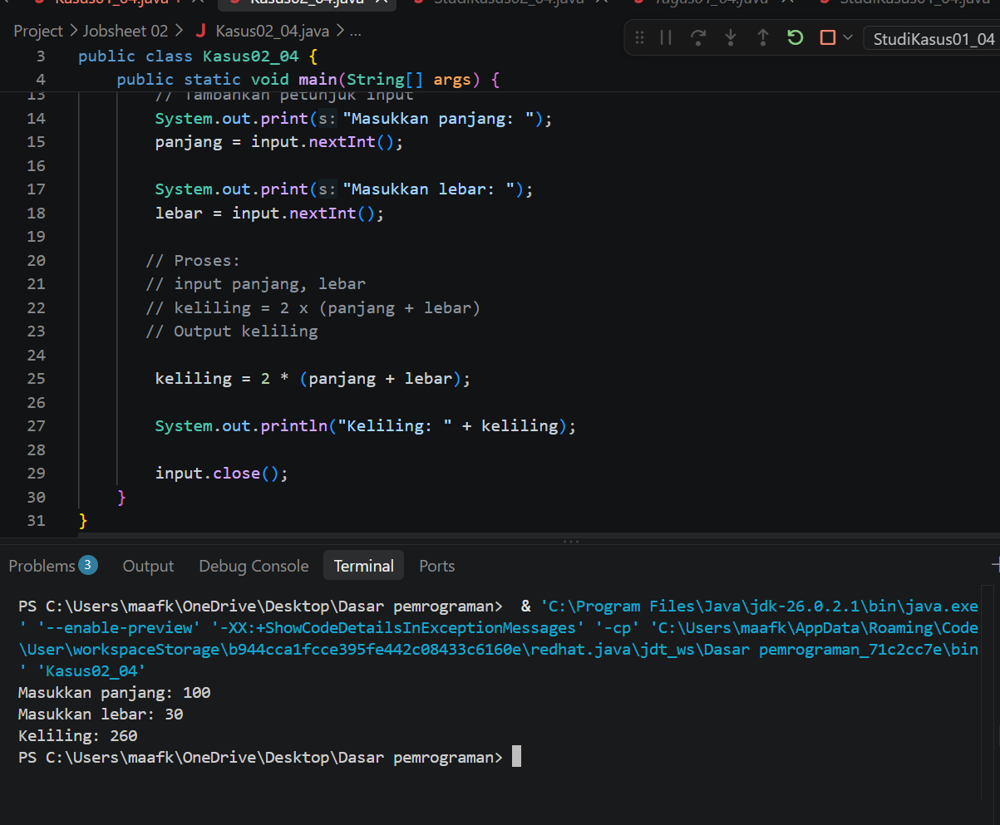 Kasus01_04.java 1
Kasus02_04.java
StudiKasus02_04.java
Tugas01_04.java
StudiKasus01_04.java
Project > Jobsheet 02 > J Kasus02_04.java > ...
StudiKasus01_04
3 public class Kasus02_04 {
4 public static void main(String[] args) {
13 // Tambahkan petunjuk input
14 System.out.print(s: "Masukkan panjang: ");
15 panjang = input.nextInt();
16
17 System.out.print(s: "Masukkan lebar: ");
18 lebar = input.nextInt();
19
20 // Proses:
21 // input panjang, lebar
22 // keliling = 2 x (panjang + lebar)
23 // Output keliling
24
25 keliling = 2 * (panjang + lebar);
26
27 System.out.println("Keliling: " + keliling);
28
29 input.close();
30 }
31 }
Problems 3 Output Debug Console Terminal Ports
PS C:\Users\maafk\OneDrive\Desktop\Dasar pemrograman> & 'C:\Program Files\Java\jdk-26.0.2.1\bin\java.exe
' '--enable-preview' '-XX:+ShowCodeDetailsInExceptionMessages' '-cp' 'C:\Users\maafk\AppData\Roaming\Code
\User\workspaceStorage\b944cca1fcce395fe442c08433c6160e\redhat.java\jdt_ws\Dasar pemrograman_71c2cc7e\bin
' 'Kasus02_04'
Masukkan panjang: 100
Masukkan lebar: 30
Keliling: 260
PS C:\Users\maafk\OneDrive\Desktop\Dasar pemrograman>